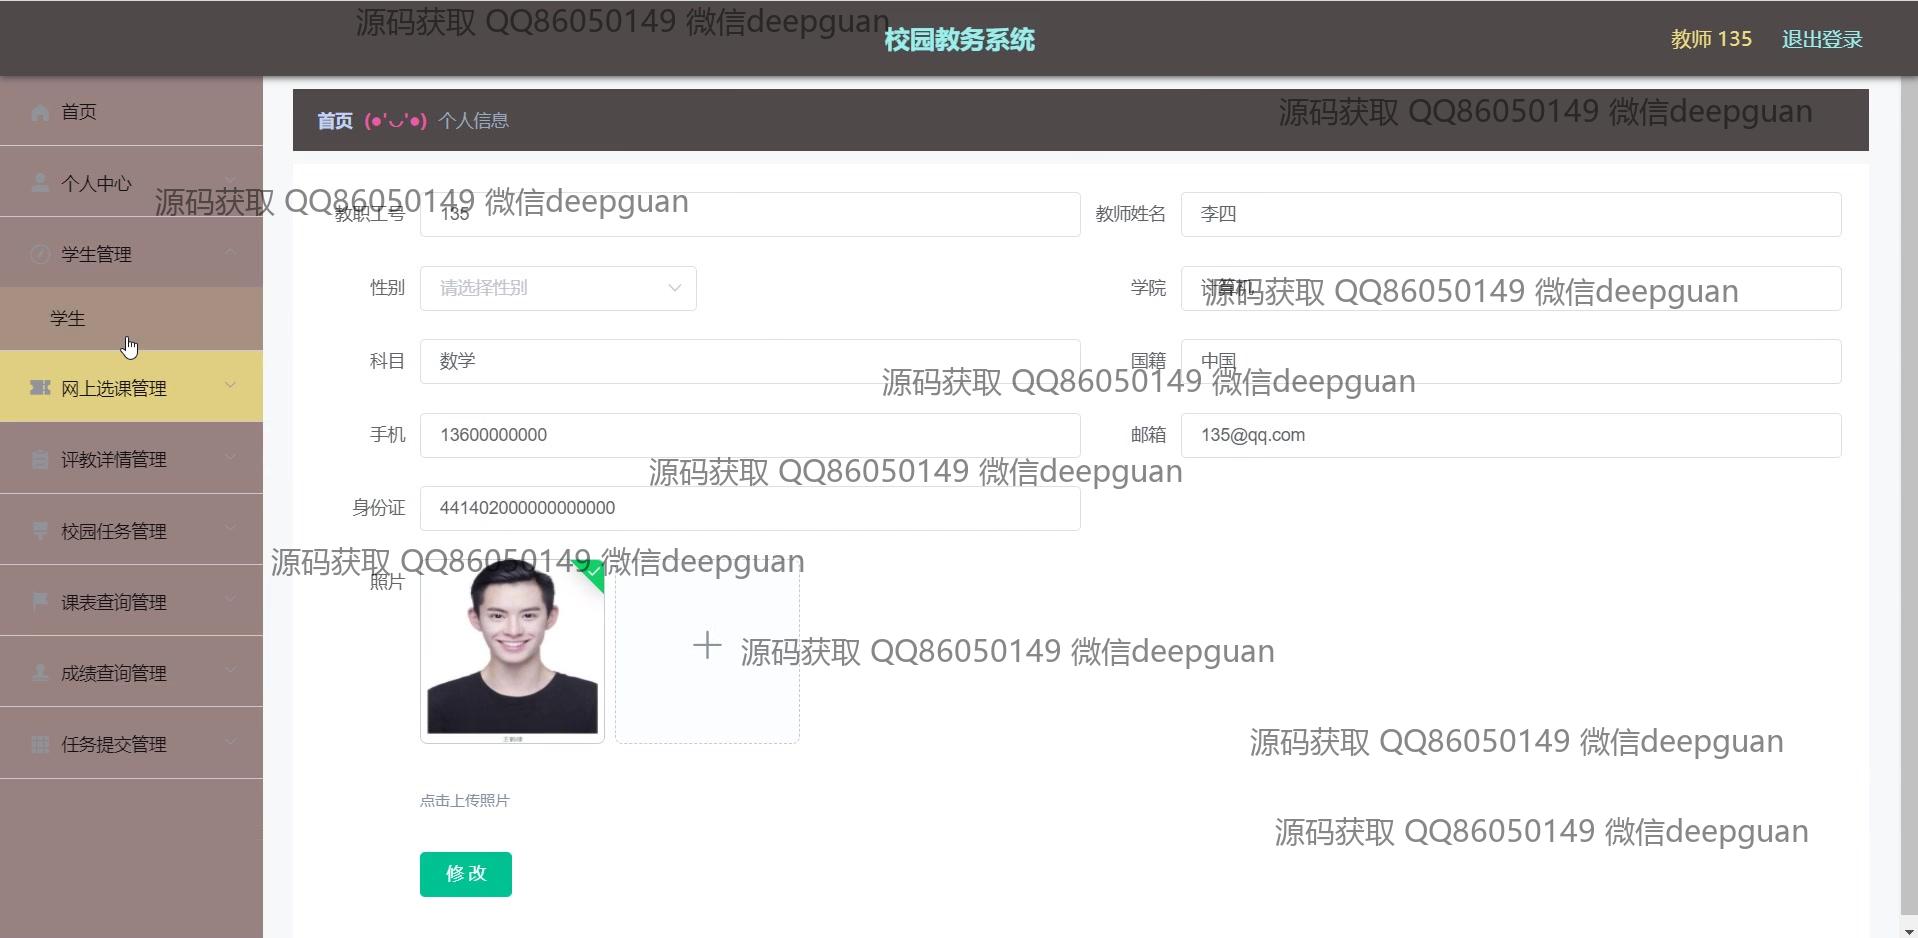 源码获取 QQ86050149 微信deepguan
校园教务系统
教师 135 退出登录
首页
首页 (●'◡'●) 个人信息
源码获取 QQ86050149 微信deepguan
个人中心
源码获取 QQ86050149 微信deepguan
教职工号 135 教师姓名 李四
学生管理
性别 请选择性别 学院 计算机
源码获取 QQ86050149 微信deepguan
学生
科目 数学 国籍 中国
源码获取 QQ86050149 微信deepguan
网上选课管理
手机 13600000000 邮箱 135@qq.com
评教详情管理
源码获取 QQ86050149 微信deepguan
身份证 441402000000000000
校园任务管理
源码获取 QQ86050149 微信deepguan
照片
课表查询管理
源码获取 QQ86050149 微信deepguan
成绩查询管理
任务提交管理
源码获取 QQ86050149 微信deepguan
点击上传照片
源码获取 QQ86050149 微信deepguan
修改